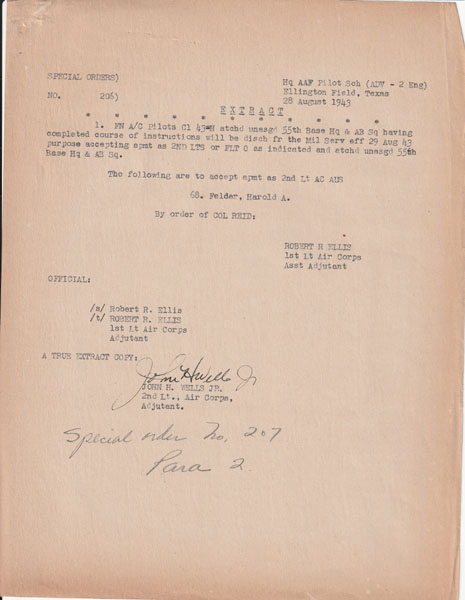 SPECIAL ORDERS)
NO. 206)
Hq AAF Pilot Sch (ADV - 2 Eng)
Ellington Field, Texas
28 August 1943
E X T R A C T
* * * * * * * * * * *
1. FN A/C Pilots Cl 43-H atchd unasgd 55th Base Hq & AB Sq having
completed course of instructions will be disch fr the Mil Serv eff 29 Aug 43
purpose accepting apmt as 2ND LTS or FLT O as indicated and atchd unasgd 55th
Base Hq & AB Sq.
The following are to accept apmt as 2nd Lt AC AUS
68. Felder, Harold A.
By order of COL REID:
ROBERT R ELLIS
1st Lt Air Corps
Asst Adjutant
OFFICIAL:
/s/ Robert R. Ellis
/t/ ROBERT R. ELLIS
1st Lt Air Corps
Adjutant
A TRUE EXTRACT COPY:
John H Wells Jr
JOHN H. WELLS JR.
2nd Lt., Air Corps,
Adjutant.
Special order No. 207
Para 2